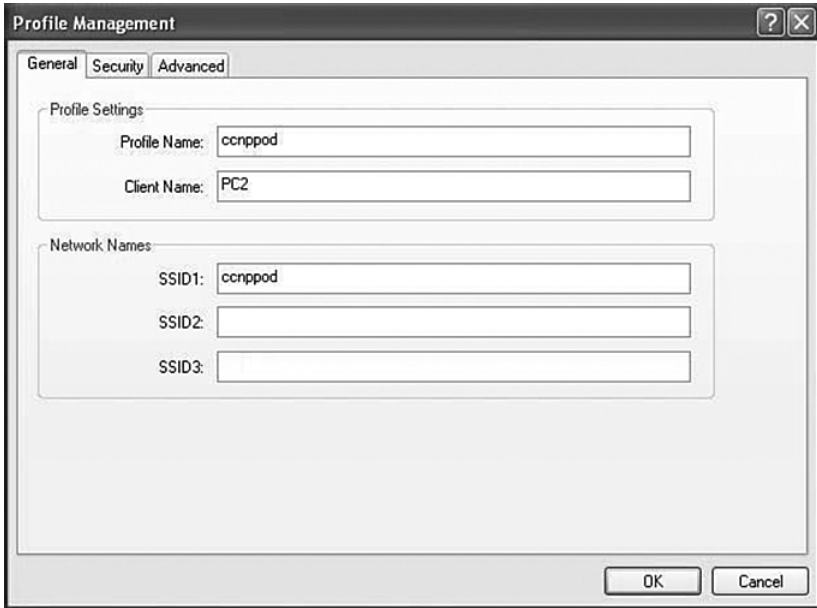 Profile Management
General Security Advanced
Profile Settings
Profile Name: ccnppod
Client Name: PC2
Network Names
SSID1: ccnppod
SSID2:
SSID3:
OK Cancel